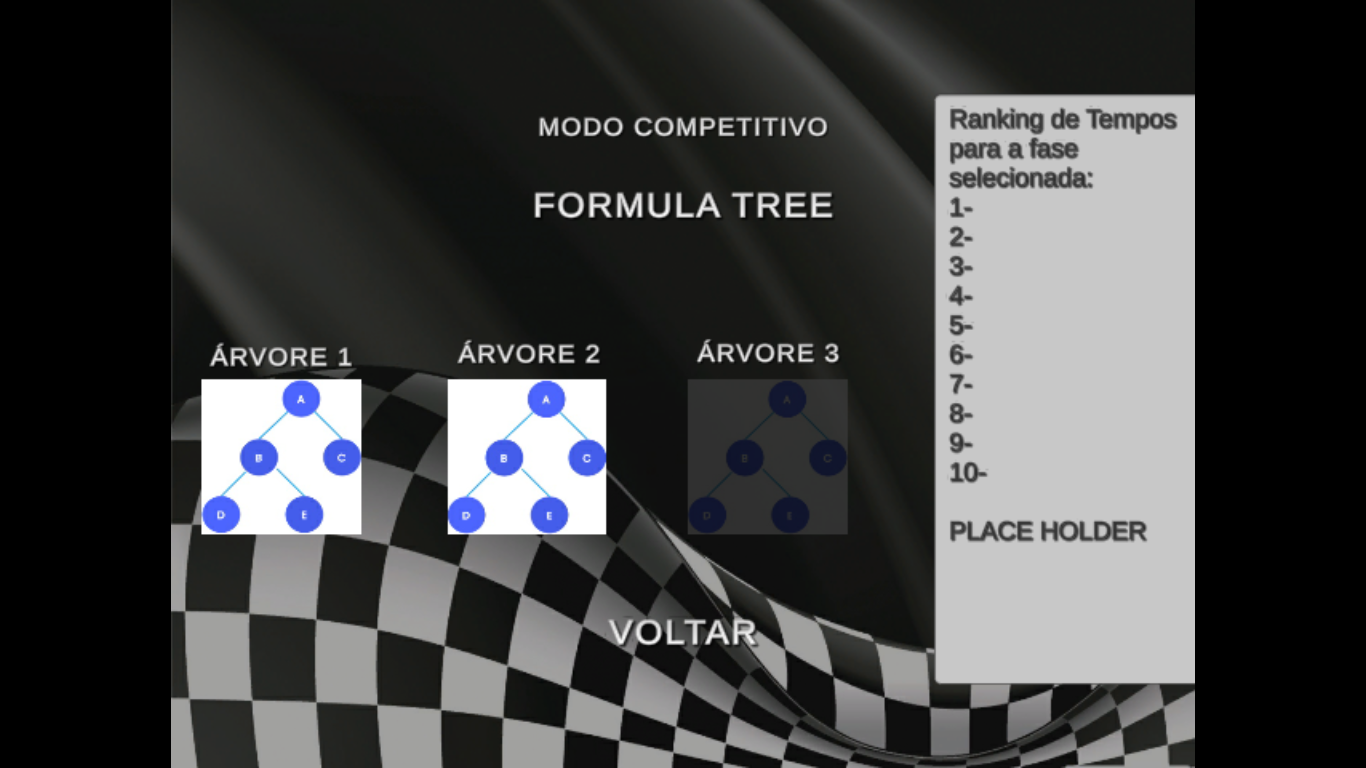 MODO COMPETITIVO
FORMULA TREE
ÁRVORE 1
A
B
C
D
E
ÁRVORE 2
A
B
C
D
E
ÁRVORE 3
A
B
C
D
E
VOLTAR
Ranking de Tempos
para a fase
selecionada:
1-
2-
3-
4-
5-
6-
7-
8-
9-
10-
PLACE HOLDER